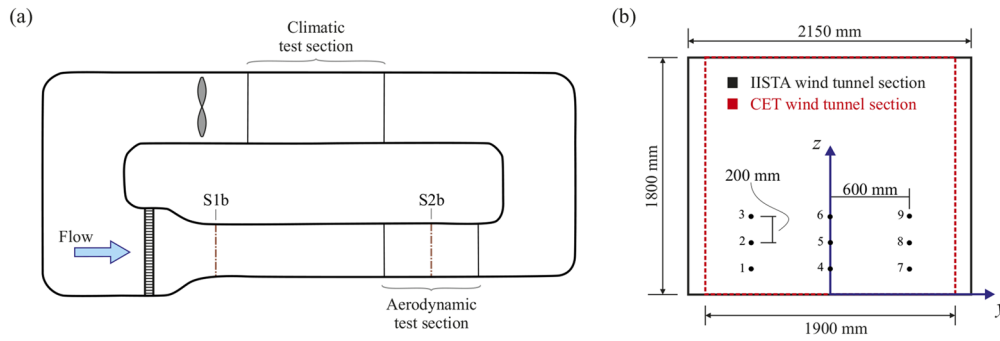 (a)
Climatic
test section
S1b
S2b
Flow
Aerodynamic
test section
(b)
2150 mm
IISTA wind tunnel section
CET wind tunnel section
1800 mm
z
200 mm
600 mm
3
6
9
2
5
8
1
4
7
y
1900 mm